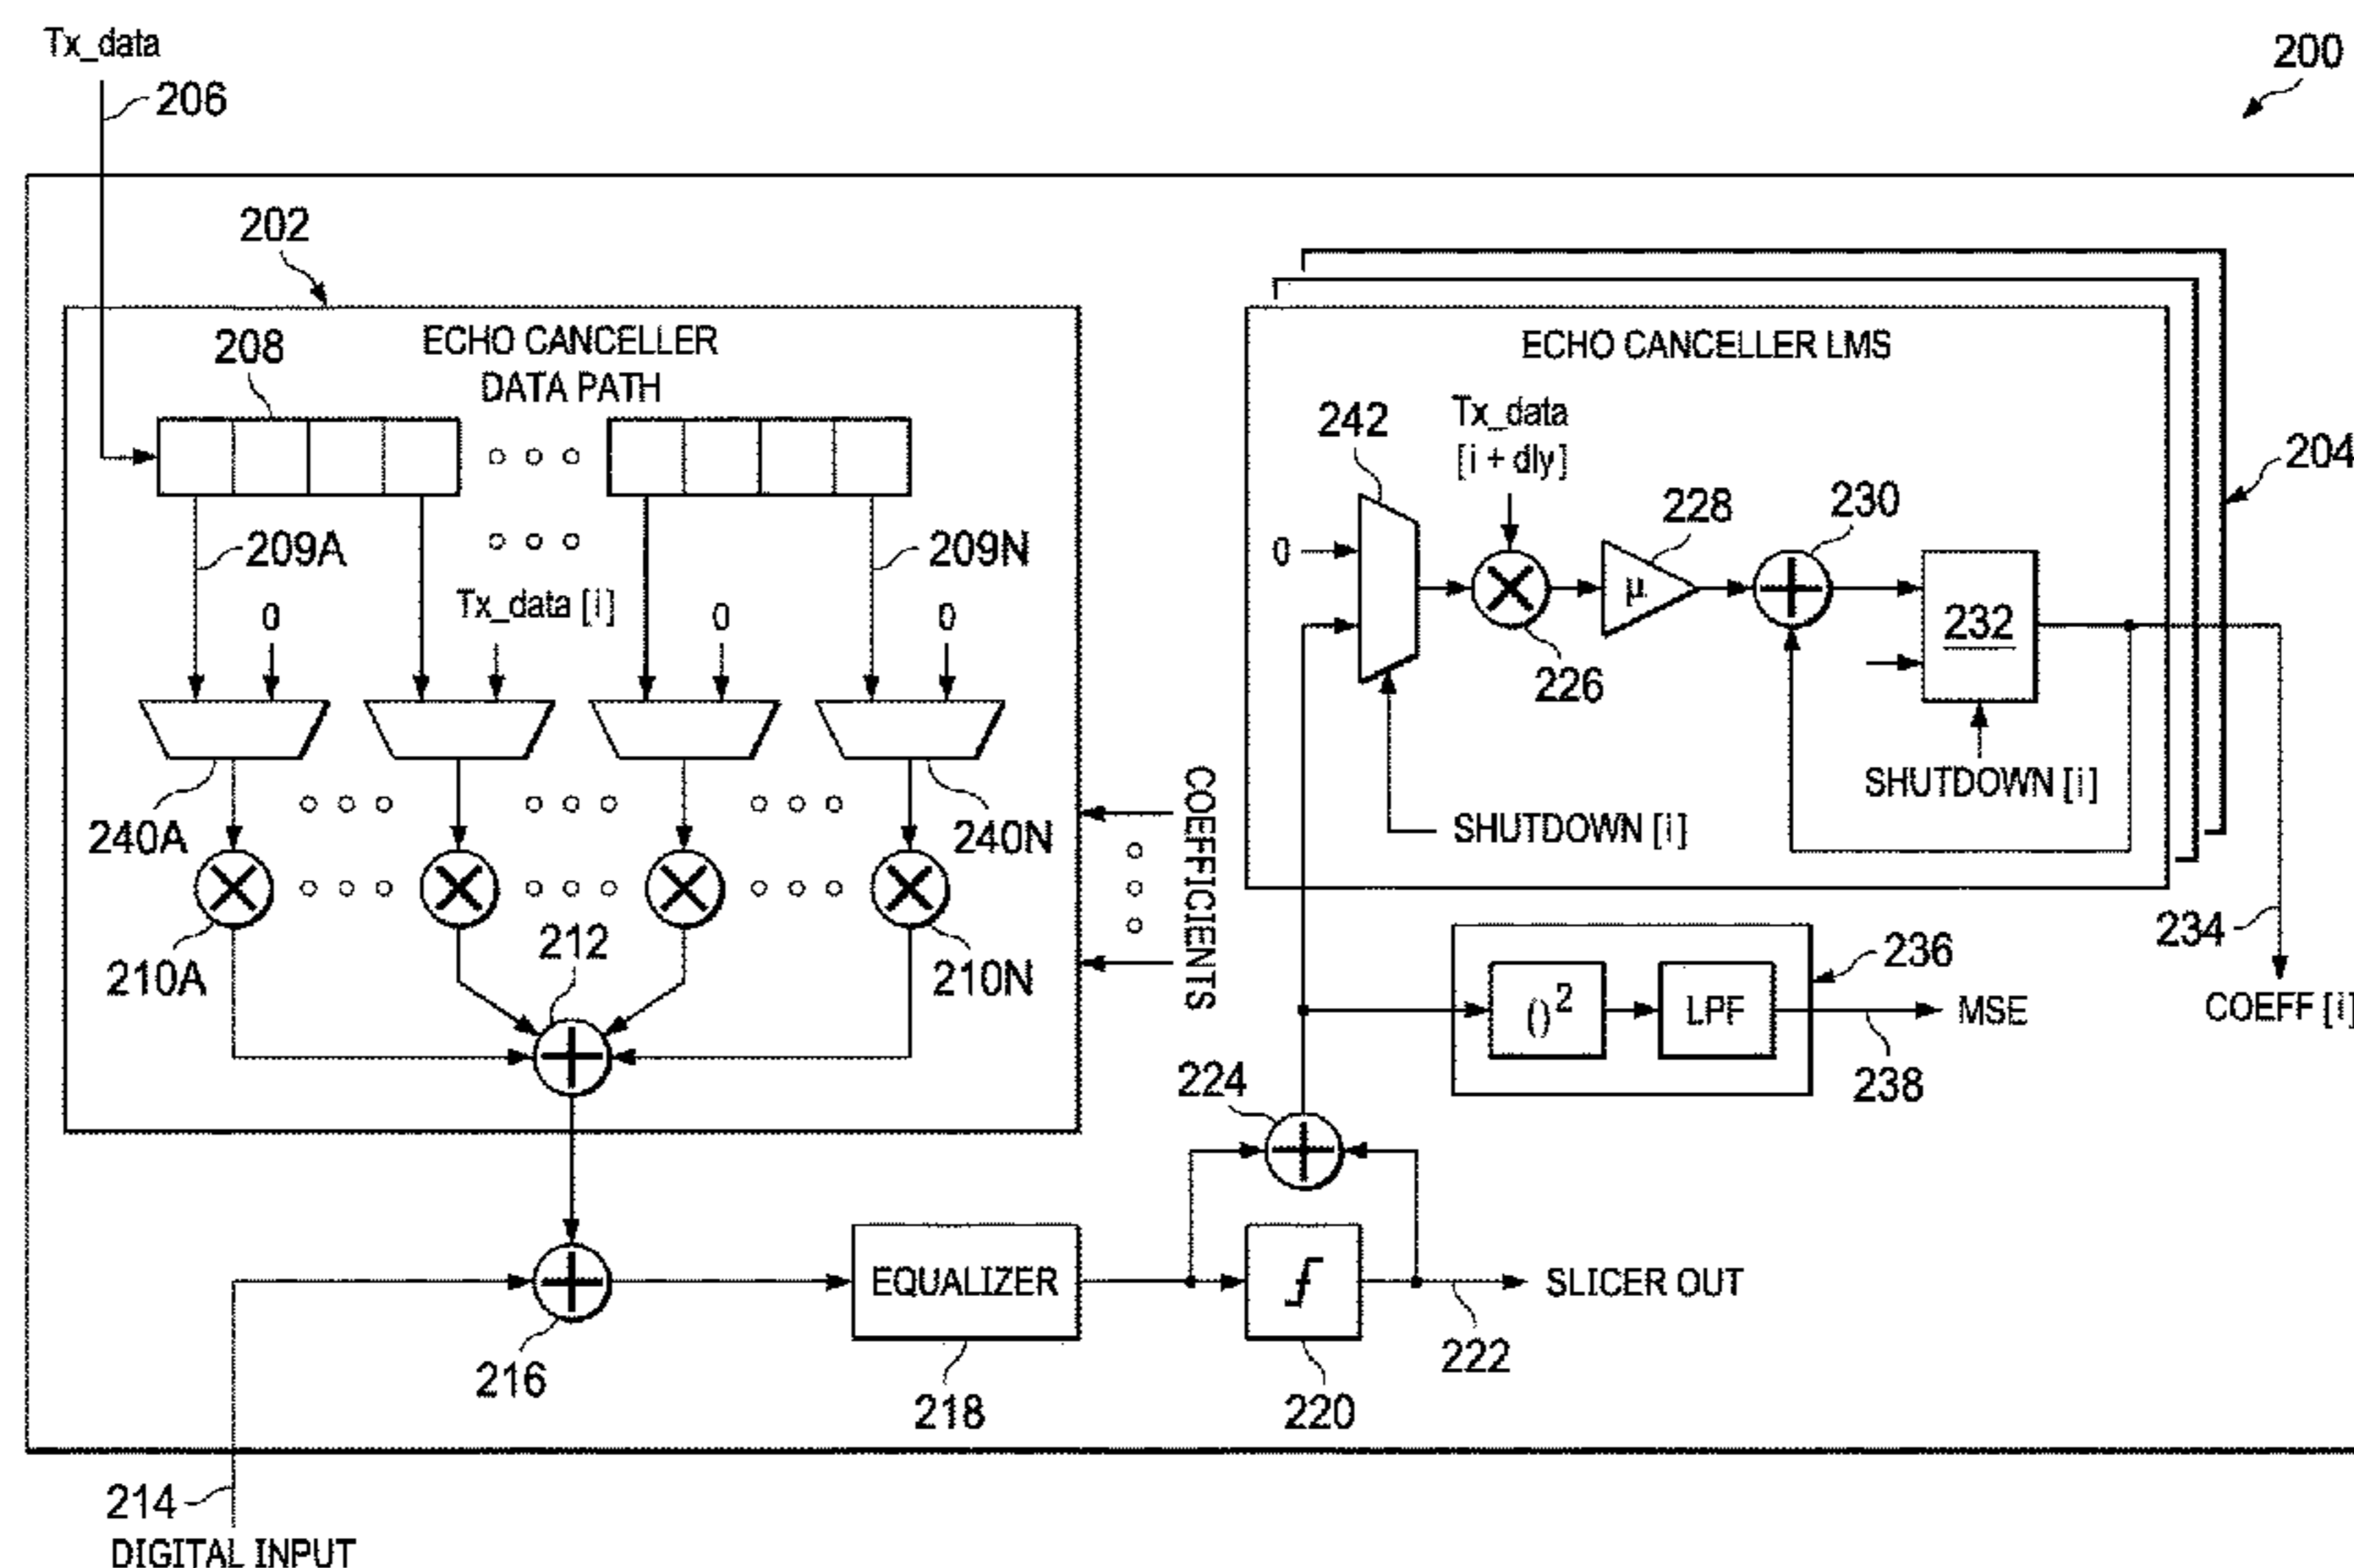 Tx_data
206
200
202
ECHO CANCELLER
DATA PATH
208
209A
209N
0
Tx_data [i]
0
0
240A
240N
210A
212
210N
COEFFICIENTS
ECHO CANCELLER LMS
242
Tx_data
[i + dly]
228
230
204
0
μ
232
226
SHUTDOWN [i]
SHUTDOWN [i]
234
COEFF [i]
236
()²
LPF
MSE
238
224
EQUALIZER
SLICER OUT
216
218
220
222
214
DIGITAL INPUT